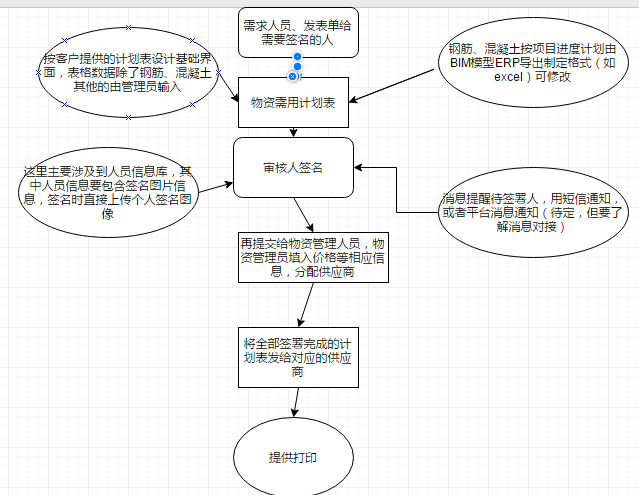 需求人员、发表单给
需要签名的人
按客户提供的计划表设计基础界
面，表格数据除了钢筋、混凝土
其他的由管理员输入
钢筋、混凝土按项目进度计划由
BIM模型ERP导出制定格式（如
excel）可修改
物资需用计划表
审核人签名
这里主要涉及到人员信息库，其
中人员信息要包含签名图片信
息，签名时直接上传个人签名图
像
消息提醒待签署人，用短信通知，
或者平台消息通知（待定，但要了
解消息对接）
再提交给物资管理人员，物
资管理员填入价格等相应信
息，分配供应商
将全部签署完成的计
划表发给对应的供应
商
提供打印